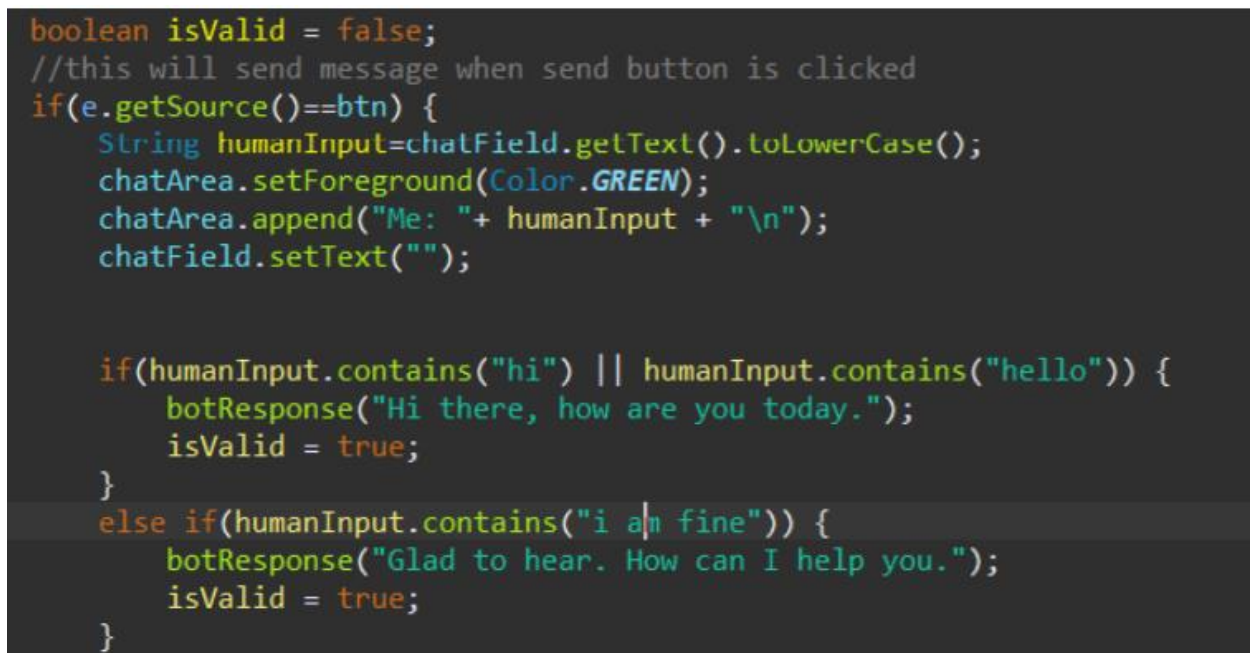 boolean isValid = false;
//this will send message when send button is clicked
if(e.getSource()==btn) {
String humanInput=chatField.getText().toLowerCase();
chatArea.setForeground(Color.GREEN);
chatArea.append("Me: "+ humanInput + "\n");
chatField.setText("");
if(humanInput.contains("hi") || humanInput.contains("hello")) {
botResponse("Hi there, how are you today.");
isValid = true;
}
else if(humanInput.contains("i am fine")) {
botResponse("Glad to hear. How can I help you.");
isValid = true;
}